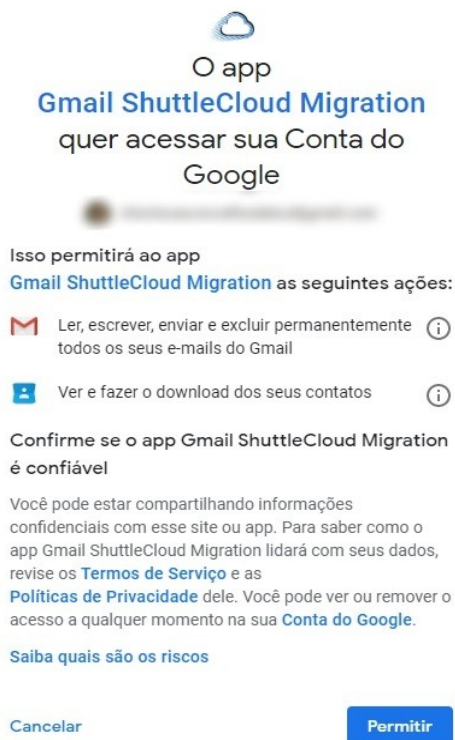 O app
Gmail ShuttleCloud Migration
quer acessar sua Conta do
Google
Isso permitirá ao app
Gmail ShuttleCloud Migration as seguintes ações:
Ler, escrever, enviar e excluir permanentemente
todos os seus e-mails do Gmail
Ver e fazer o download dos seus contatos
Confirme se o app Gmail ShuttleCloud Migration
é confiável
Você pode estar compartilhando informações
confidenciais com esse site ou app. Para saber como o
app Gmail ShuttleCloud Migration lidará com seus dados,
revise os Termos de Serviço e as
Políticas de Privacidade dele. Você pode ver ou remover o
acesso a qualquer momento na sua Conta do Google.
Saiba quais são os riscos
Cancelar
Permitir